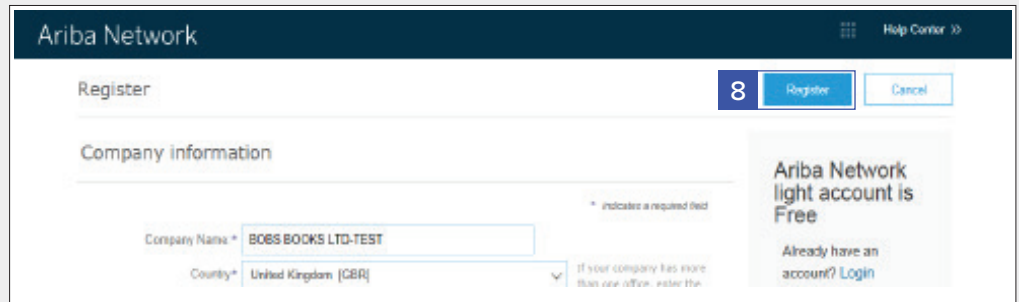 Ariba Network
Help Center »
Register
8
Register
Cancel
Company information
* indicates a required field
Company Name * BOBS BOOKS LTD-TEST
Country* United Kingdom [GBR]
If your company has more
than one office, enter the
Ariba Network
light account is
Free
Already have an
account? Login